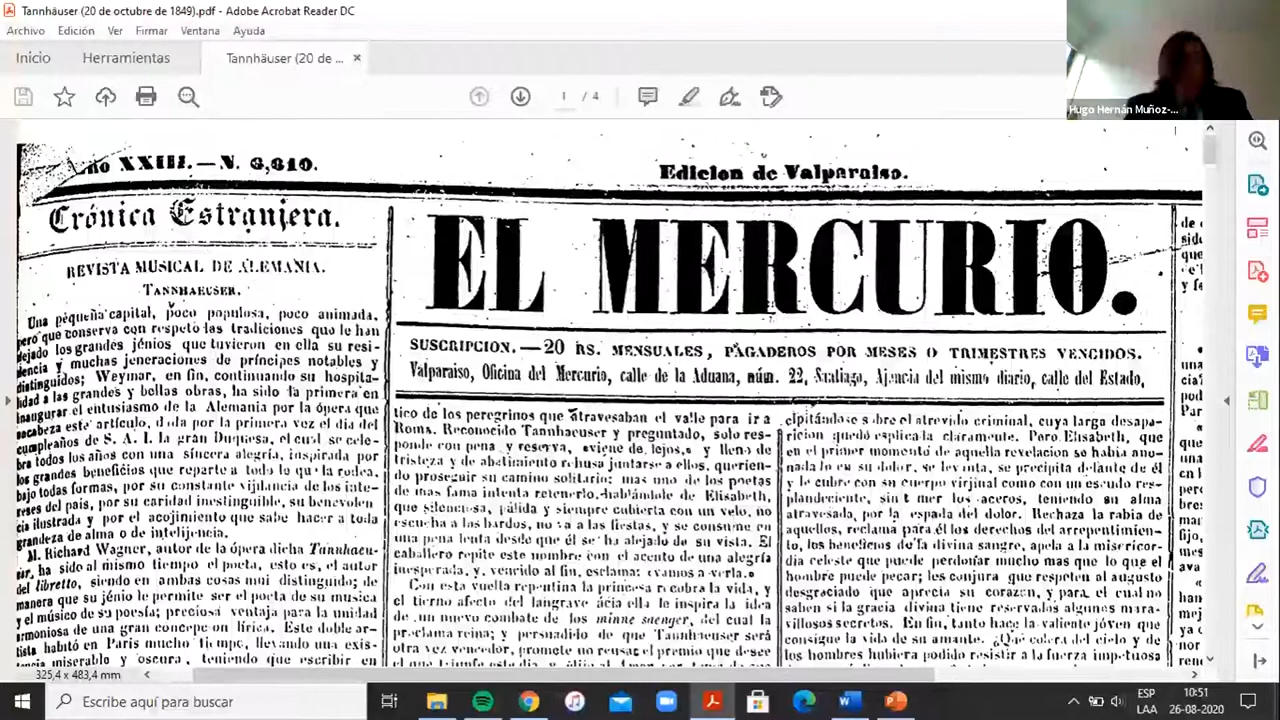 Tannhäuser (20 de octubre de 1849).pdf - Adobe Acrobat Reader DC
Archivo Edición Ver Firmar Ventana Ayuda
Inicio Herramientas Tannhäuser (20 de ... ×
1 / 4
Hugo Hernán Muñoz-...
XXIII.—N. 6,610.
Edicion de Valparaiso.
Crónica Estranjera.
REVISTA MUSICAL DE ALEMANIA.
TANNHAEUSER.
Una pequeña capital, poco populosa, poco animada,
pero que conserva con respeto las tradiciones que le han
dejado los grandes jénios que tuvieron en ella su resi-
dencia y muchas jeneraciones de príncipes notables y
distinguidos; Weymar, en fin, continuando su hospita-
lidad a las grandes y bellas obras, ha sido la primera en
inaugurar el entusiasmo de la Alemania por la ópera que
encabeza este artículo, dada por la primera vez el dia del
cumpleaños de S. A. I. la gran Duquesa, el cual se cele-
bra todos los años con una sincera alegria, inspirada por
los grandes beneficios que reparte a todo lo que la rodea,
bajo todas formas, por su constante vijilancia de los inte-
reses del pais, por su caridad inestinguible, su benevolen
cia ilustrada y por el acojimiento que sabe hacer a toda
grandeza de alma o de intelijencia.
M. Richard Wagner, autor de la ópera dicha Tannhaeu-
ser, ha sido al mismo tiempo el poeta, esto es, el autor
del libretto, siendo en ambas cosas mui distinguido; de
manera que su jénio le permite ser el poeta de su musica
y el músico de su poesia; preciosa ventaja para la unidad
armoniosa de una gran concepcion lírica. Este doble ar-
tista habitó en Paris mucho tiempo, llevando una exis-
tencia miserable y oscura, teniendo que escribir en
EL MERCURIO.
SUSCRIPCION.—20 RS. MENSUALES, PAGADEROS POR MESES O TRIMESTRES VENCIDOS.
Valparaiso, Oficina del Mercurio, calle de la Aduana, núm. 22, Santiago, Ajencia del mismo diario, calle del Estado,
tico de los peregrinos que atravesaban el valle para ir a
Roma. Reconocido Tannhaeuser y preguntado, solo res-
ponde con pena y reserva, «viene de lejos,» y lleno de
tristeza y de abatimiento rehusa juntarse a ellos, querien-
do proseguir su camino solitario: mas uno de los poetas
de mas fama intenta retenerlo, hablándole de Elisabeth,
que silenciosa, pálida y siempre cubierta con un velo, no
escucha a los bardos, no va a las fiestas, y se consume en
una pena lenta desde que él se ha alejado de su vista. El
caballero repite este nombre con el acento de una alegría
inesperada, y, vencido al fin, esclama: «vamos a verla.»
Con esta vuelta repentina la princesa recobra la vida, y
el tierno afecto del langrave ácia ella le inspira la idea
de un nuevo combate de los minne saenger, del cual la
proclama reina; y persuadido de que Tannhaeuser será
otra vez vencedor, promete no rehusar el premio que desee
cipitándose sobre el atrevido criminal, cuya largo desapa-
ricion quedó esplicada claramente. Pero Elisabeth, que
en el primer momento de aquella revelacion se habia ano-
nadado en su dolor, se levanta, se precipita delante de él
y le cubre con su cuerpo virjinal como con un escudo res-
plandeciente, sin temer los aceros, teniendo su alma
atravesada, por la espada del dolor. Rechaza la rabia de
aquellos, reclama para él los derechos del arrepentimien-
to, los beneficios de la divina sangre, apela a la misericor-
dia celeste que puede perdonar mucho mas que lo que el
hombre puede pecar; les conjura que respeten al augusto
desgraciado que aprecia su corazon, y para el cual no
saben si la gracia divina tiene reservados algunos mara-
villosos secretos. En fin, tanto hace la valiente jóven que
consigue la vida de su amante. ¿Qué colera del cielo y de
los hombres hubiera podido resistir a la fuerza impetuosa
325,4 x 483,4 mm
Escribe aquí para buscar
ESP
LAA
10:51
26-08-2020